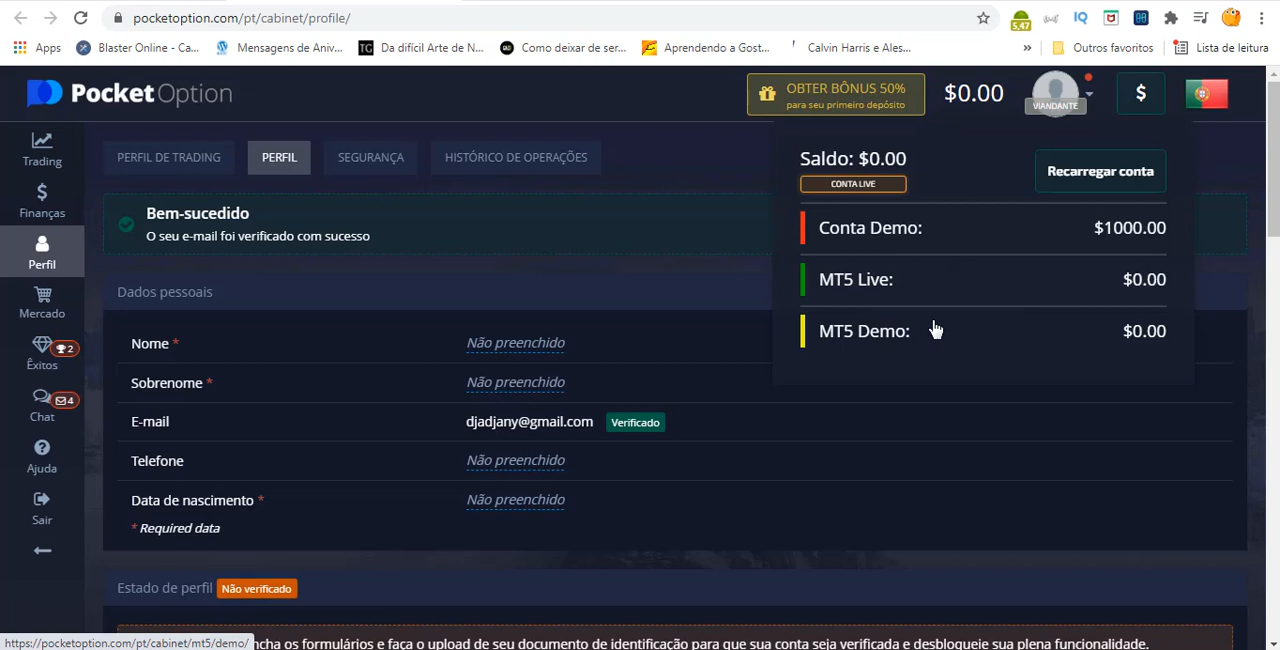 pocketoption.com/pt/cabinet/profile/
5,47
IQ
Apps
Blaster Online - Ca...
Mensagens de Aniv...
TG
Da difícil Arte de N...
Como deixar de ser...
Aprendendo a Gost...
Calvin Harris e Ales...
»
Outros favoritos
Lista de leitura
PocketOption
OBTER BÔNUS 50%
para seu primeiro depósito
$0.00
VIANDANTE
$
Trading
Finanças
Perfil
Mercado
2
Êxitos
4
Chat
Ajuda
Sair
PERFIL DE TRADING
PERFIL
SEGURANÇA
HISTÓRICO DE OPERAÇÕES
Bem-sucedido
O seu e-mail foi verificado com sucesso
Saldo: $0.00
CONTA LIVE
Recarregar conta
Conta Demo: $1000.00
MT5 Live: $0.00
MT5 Demo: $0.00
Dados pessoais
Nome * Não preenchido
Sobrenome * Não preenchido
E-mail djadjany@gmail.com Verificado
Telefone Não preenchido
Data de nascimento * Não preenchido
* Required data
Estado de perfil Não verificado
ncha os formulários e faça o upload de seu documento de identificação para que sua conta seja verificada e desbloqueie sua plena funcionalidade.
https://pocketoption.com/pt/cabinet/mt5/demo/